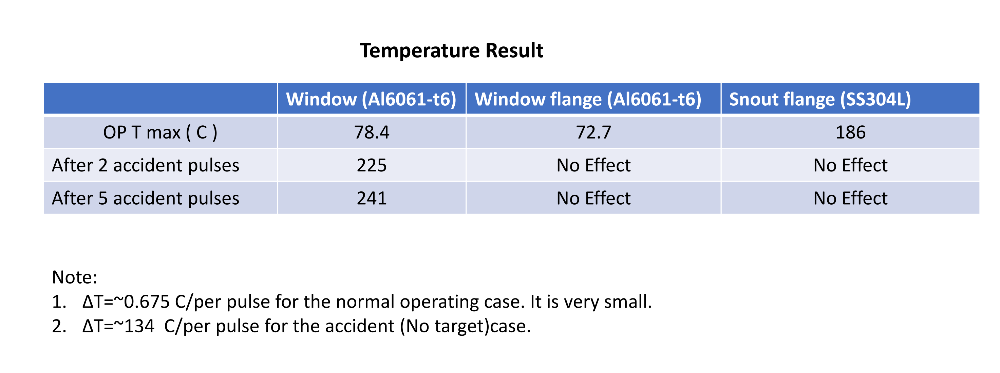 Temperature Result
Window (Al6061-t6) Window flange (Al6061-t6) Snout flange (SS304L)
OP T max ( C ) 78.4 72.7 186
After 2 accident pulses 225 No Effect No Effect
After 5 accident pulses 241 No Effect No Effect
Note:
1. ΔT=~0.675 C/per pulse for the normal operating case. It is very small.
2. ΔT=~134 C/per pulse for the accident (No target)case.